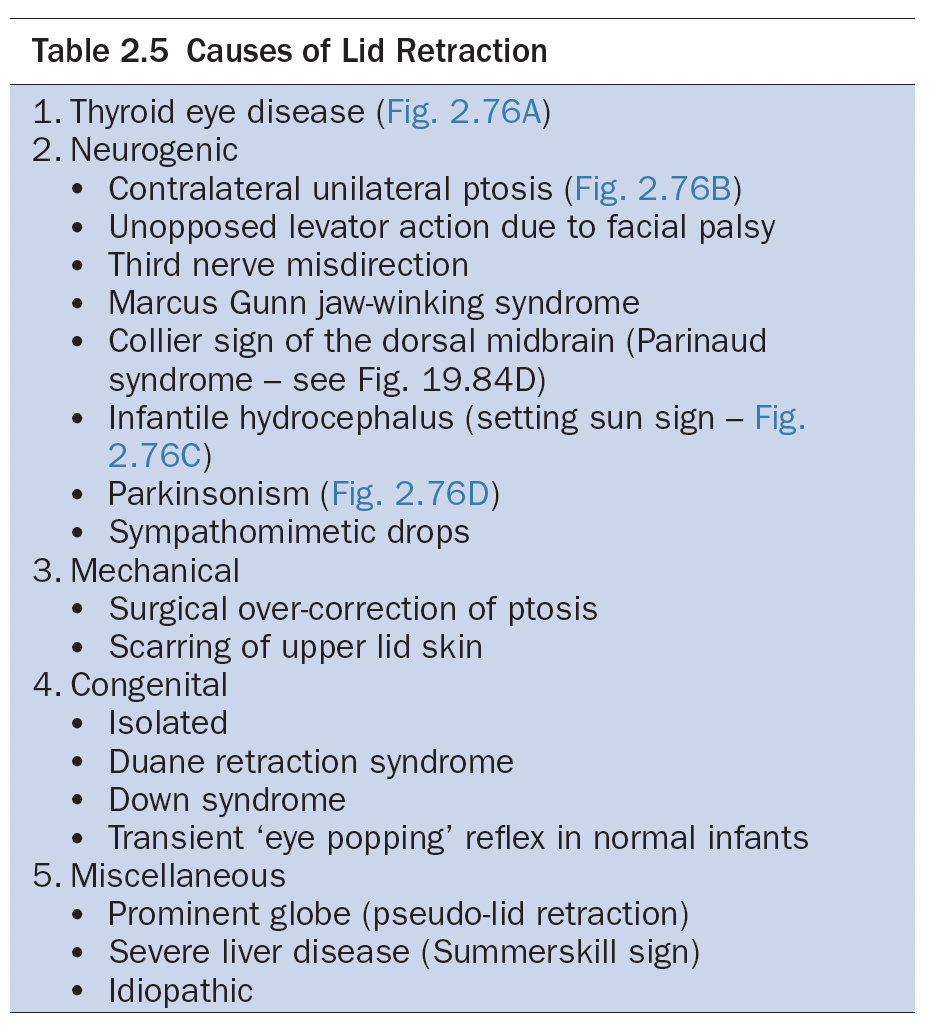 Table 2.5 Causes of Lid Retraction
1. Thyroid eye disease (Fig. 2.76A)
2. Neurogenic
• Contralateral unilateral ptosis (Fig. 2.76B)
• Unopposed levator action due to facial palsy
• Third nerve misdirection
• Marcus Gunn jaw-winking syndrome
• Collier sign of the dorsal midbrain (Parinaud
syndrome – see Fig. 19.84D)
• Infantile hydrocephalus (setting sun sign – Fig.
2.76C)
• Parkinsonism (Fig. 2.76D)
• Sympathomimetic drops
3. Mechanical
• Surgical over-correction of ptosis
• Scarring of upper lid skin
4. Congenital
• Isolated
• Duane retraction syndrome
• Down syndrome
• Transient ‘eye popping’ reflex in normal infants
5. Miscellaneous
• Prominent globe (pseudo-lid retraction)
• Severe liver disease (Summerskill sign)
• Idiopathic